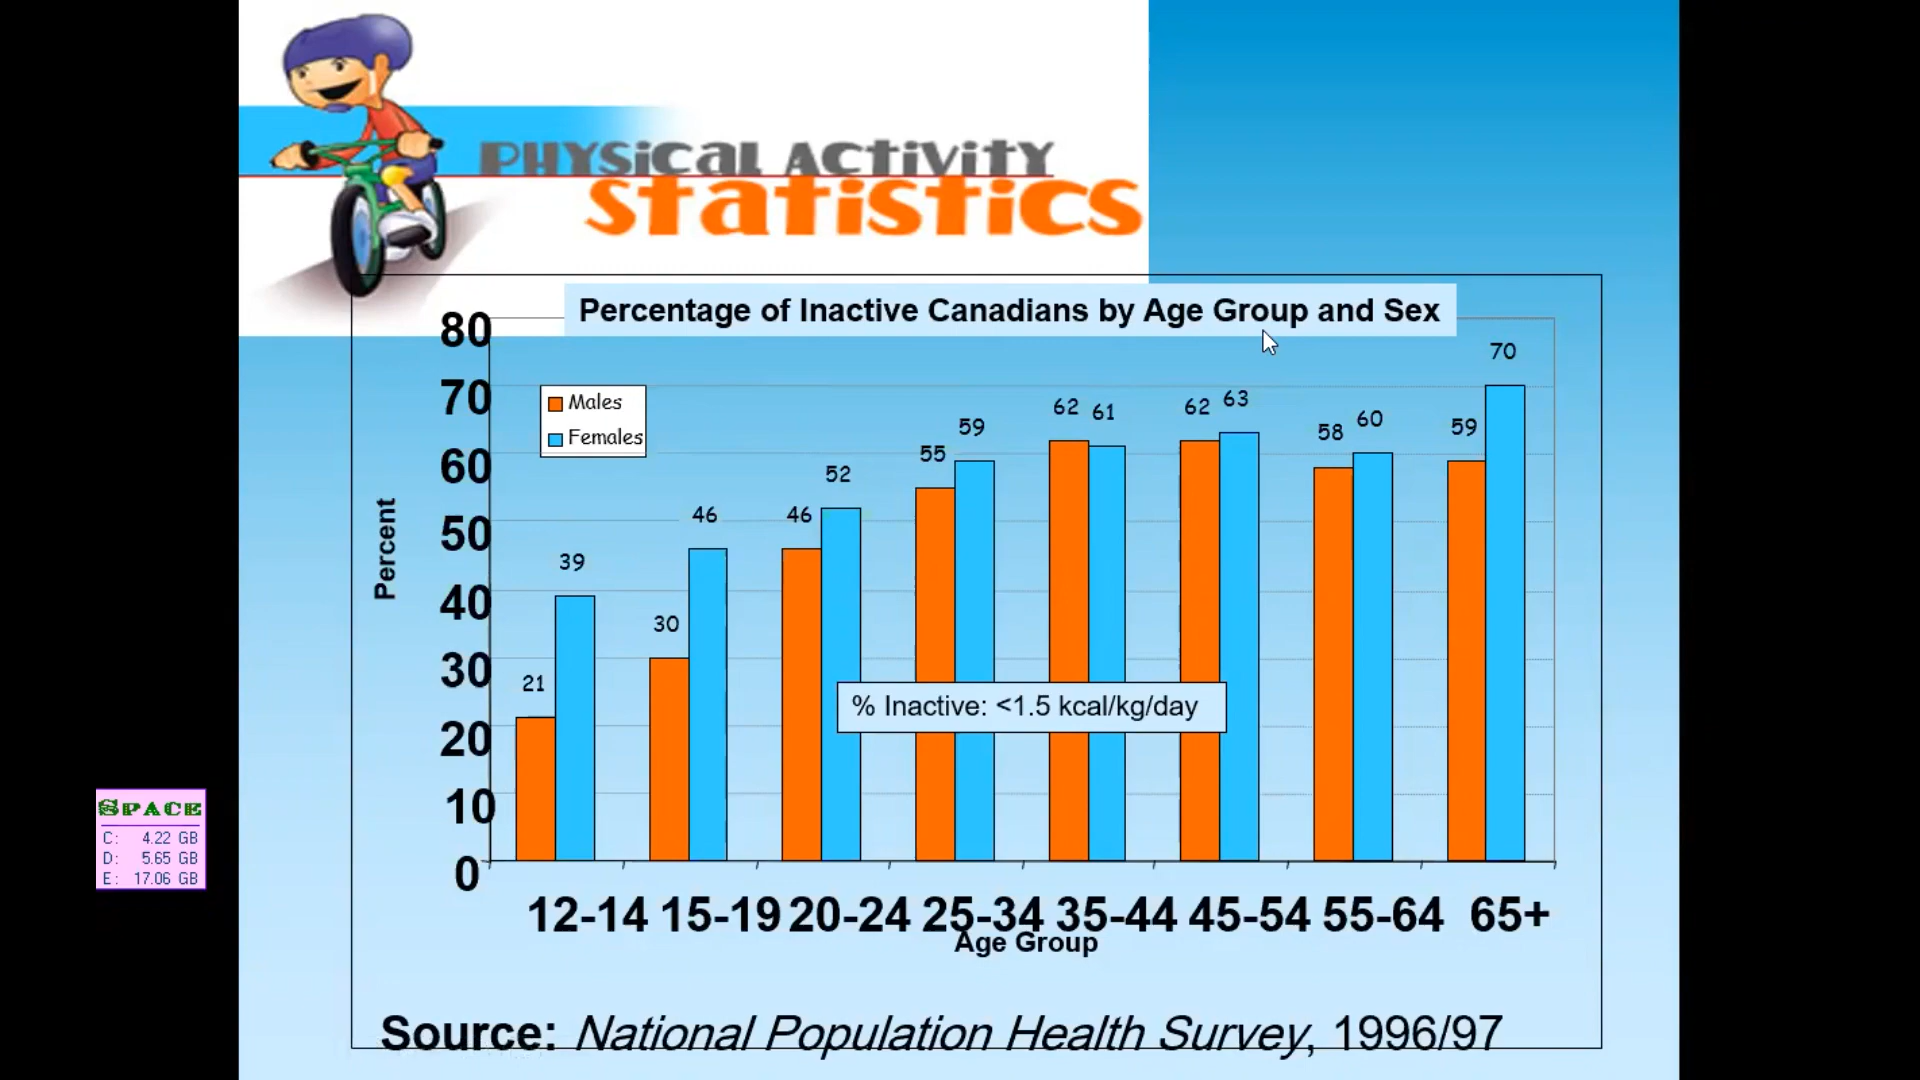 PHYSICAL ACTIVITY
STATISTICS
Percentage of Inactive Canadians by Age Group and Sex
80
70
60
50
40
30
20
10
0
Percent
Males
Females
21
39
30
46
46
52
55
59
62
61
62
63
58
60
59
70
% Inactive: <1.5 kcal/kg/day
12-14 15-19 20-24 25-34 35-44 45-54 55-64 65+
Age Group
Source: National Population Health Survey, 1996/97
SPACE
C: 4.22 GB
D: 5.65 GB
E: 17.06 GB